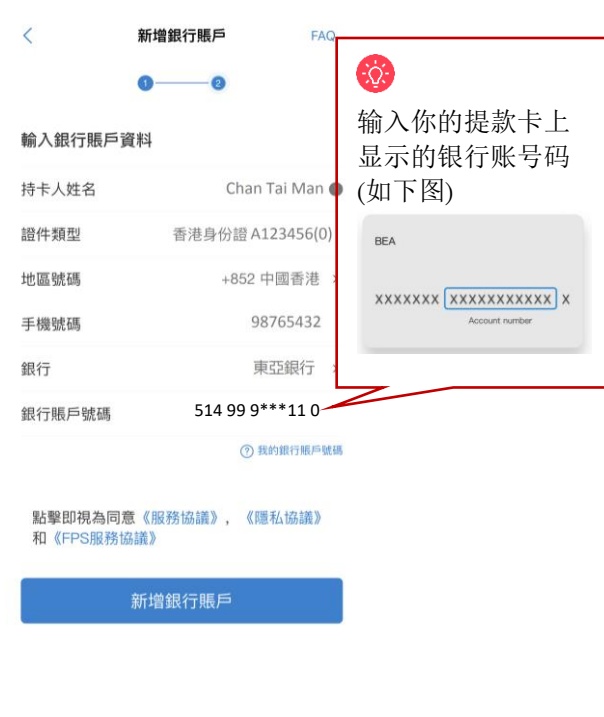 新增銀行賬戶
FAQ
1 2
輸入銀行賬戶資料
持卡人姓名 Chan Tai Man
證件類型 香港身份證 A123456(0)
地區號碼 +852 中國香港
手機號碼 98765432
銀行 東亞銀行
銀行賬戶號碼 514 99 9***11 0
? 我的銀行賬戶號碼
點擊即視為同意《服務協議》,《隱私協議》
和《FPS服務協議》
新增銀行賬戶
输入你的提款卡上
显示的银行账号码
(如下图)
BEA
XXXXXXX XXXXXXXXXXX X
Account number